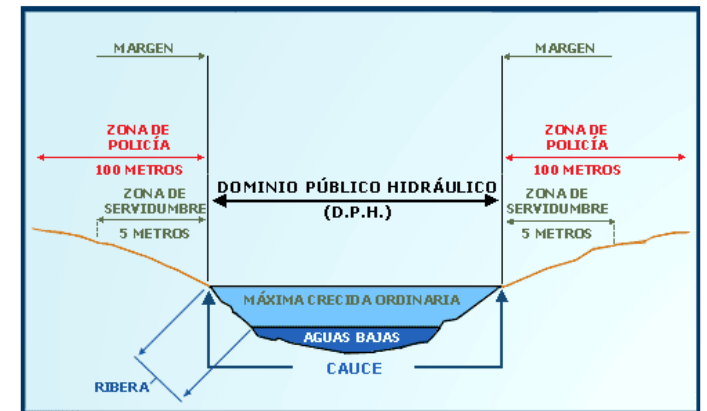 MARGEN
MARGEN
ZONA DE
POLICÍA
100 METROS
ZONA DE
POLICÍA
100 METROS
DOMINIO PÚBLICO HIDRÁULICO
(D.P.H.)
ZONA DE
SERVIDUMBRE
5 METROS
ZONA DE
SERVIDUMBRE
5 METROS
MÁXIMA CRECIDA ORDINARIA
AGUAS BAJAS
CAUCE
RIBERA